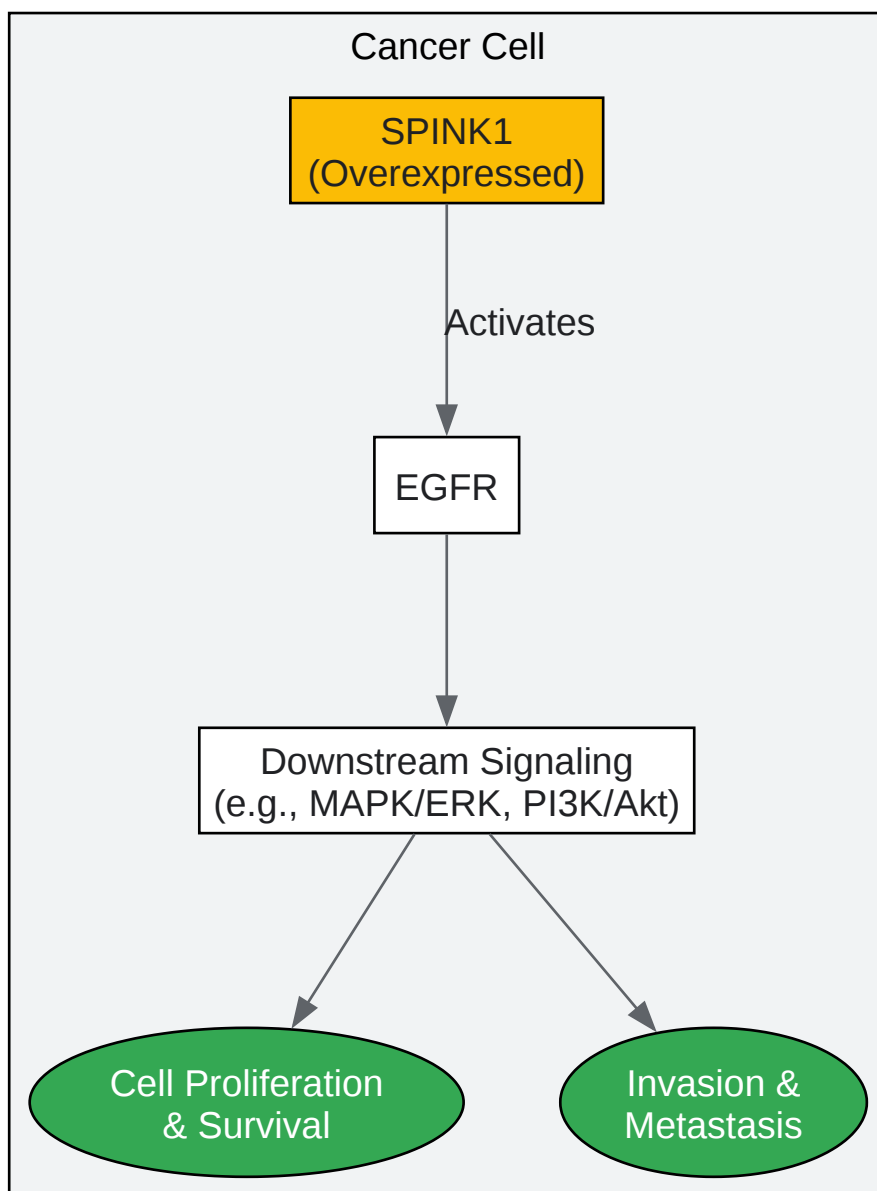 Cancer Cell
SPINK1
(Overexpressed)
Activates
EGFR
Downstream Signaling
(e.g., MAPK/ERK, PI3K/Akt)
Cell Proliferation
& Survival
Invasion &
Metastasis